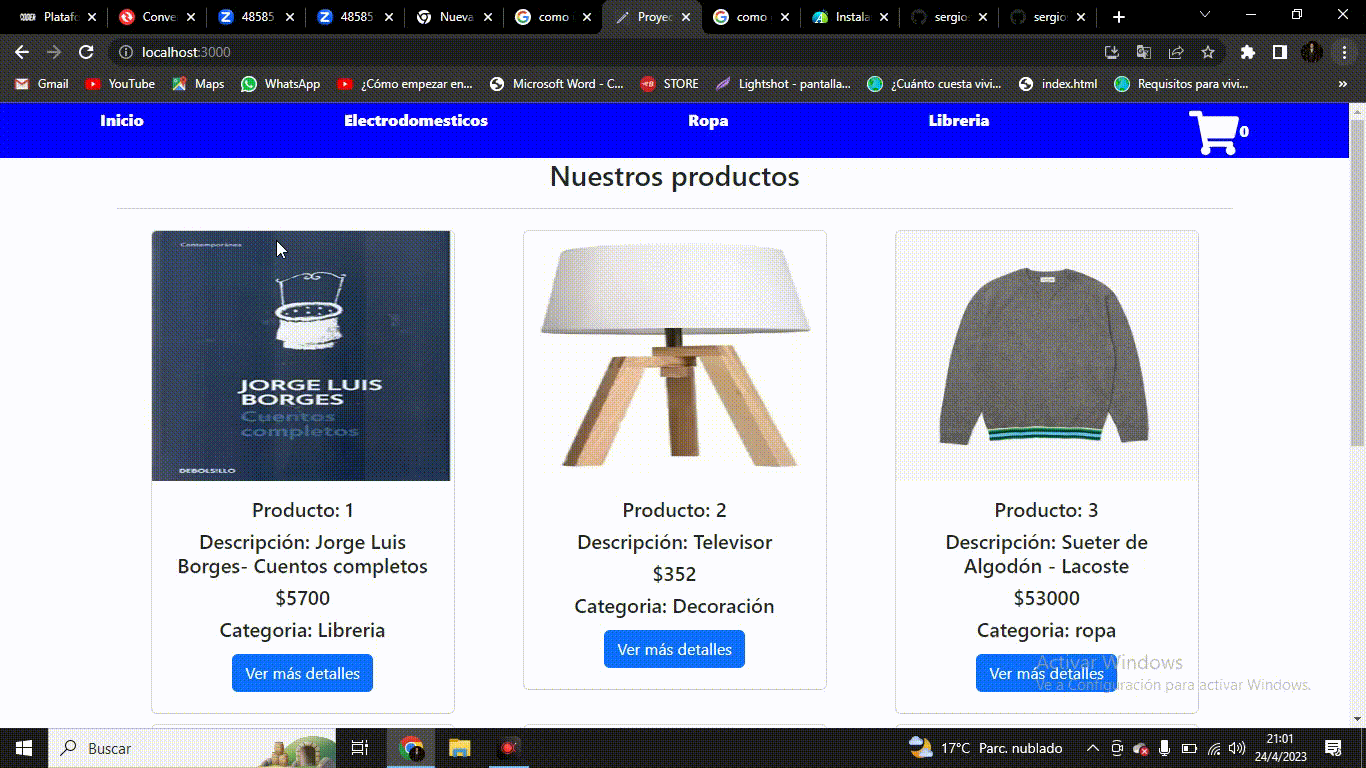 Platafo
Conve
48585
48585
Nueva
como
Proyec
como
Instala
sergio
sergio
localhost:3000
Gmail
YouTube
Maps
WhatsApp
¿Cómo empezar en...
Microsoft Word - C...
STORE
Lightshot - pantalla...
¿Cuánto cuesta vivi...
index.html
Requisitos para vivi...
»
Inicio
Electrodomesticos
Ropa
Libreria
0
Nuestros productos
Contemporánea
JORGE LUIS
BORGES
Cuentos
completos
DEBOLS!LLO
Producto: 1
Descripción: Jorge Luis
Borges- Cuentos completos
$5700
Categoria: Libreria
Ver más detalles
Producto: 2
Descripción: Televisor
$352
Categoria: Decoración
Ver más detalles
Producto: 3
Descripción: Sueter de
Algodón - Lacoste
$53000
Categoria: ropa
Ver más detalles
Activar Windows
Ve a Configuración para activar Windows.
Buscar
17°C Parc. nublado
21:01
24/4/2023